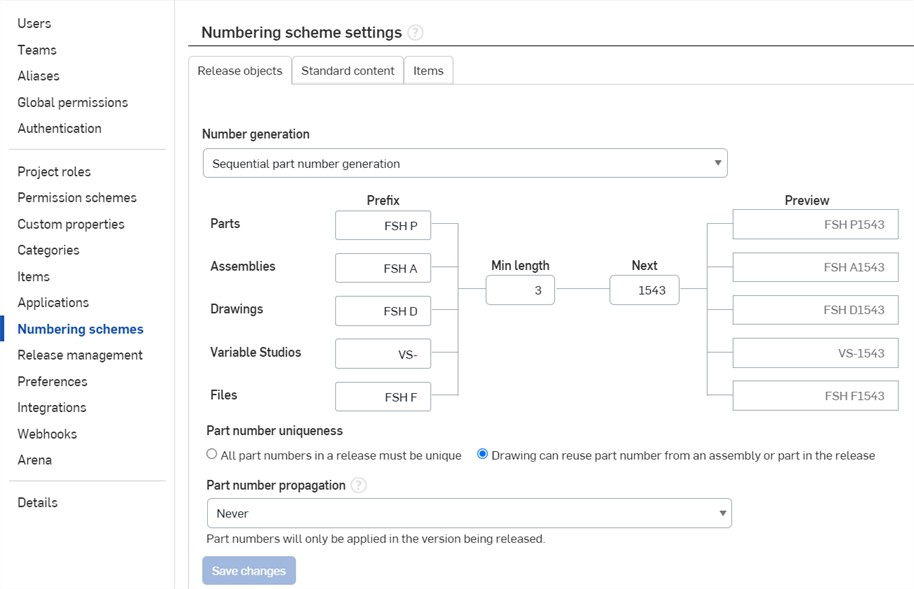 Users
Teams
Aliases
Global permissions
Authentication
Project roles
Permission schemes
Custom properties
Categories
Items
Applications
Numbering schemes
Release management
Preferences
Integrations
Webhooks
Arena
Details
Numbering scheme settings ?
Release objects Standard content Items
Number generation
Sequential part number generation
Prefix Preview
Parts FSH P FSH P1543
Assemblies FSH A Min length Next FSH A1543
3 1543
Drawings FSH D FSH D1543
Variable Studios VS- VS-1543
Files FSH F FSH F1543
Part number uniqueness
All part numbers in a release must be unique Drawing can reuse part number from an assembly or part in the release
Part number propagation ?
Never
Part numbers will only be applied in the version being released.
Save changes